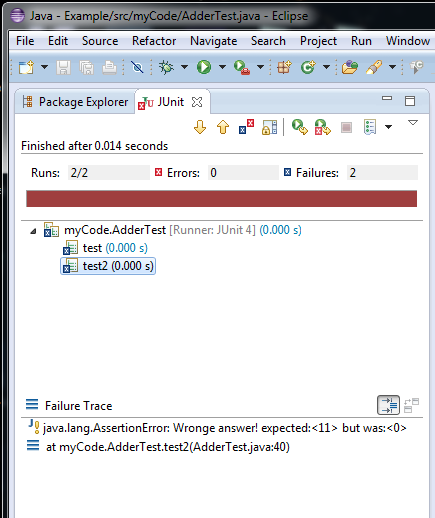 Java - Example/src/myCode/AdderTest.java - Eclipse
File Edit Source Refactor Navigate Search Project Run Window
Package Explorer JUnit
Finished after 0.014 seconds
Runs: 2/2 Errors: 0 Failures: 2
myCode.AdderTest [Runner: JUnit 4] (0.000 s)
test (0.000 s)
test2 (0.000 s)
Failure Trace
java.lang.AssertionError: Wronge answer! expected:<11> but was:<0>
at myCode.AdderTest.test2(AdderTest.java:40)